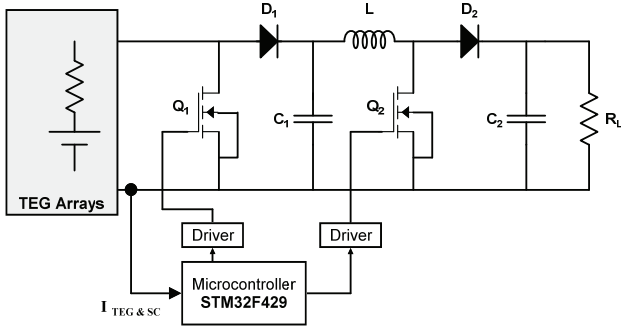 D1
L
D2
Q1
C1
Q2
C2
RL
TEG Arrays
Driver
Driver
Microcontroller
STM32F429
I TEG & SC